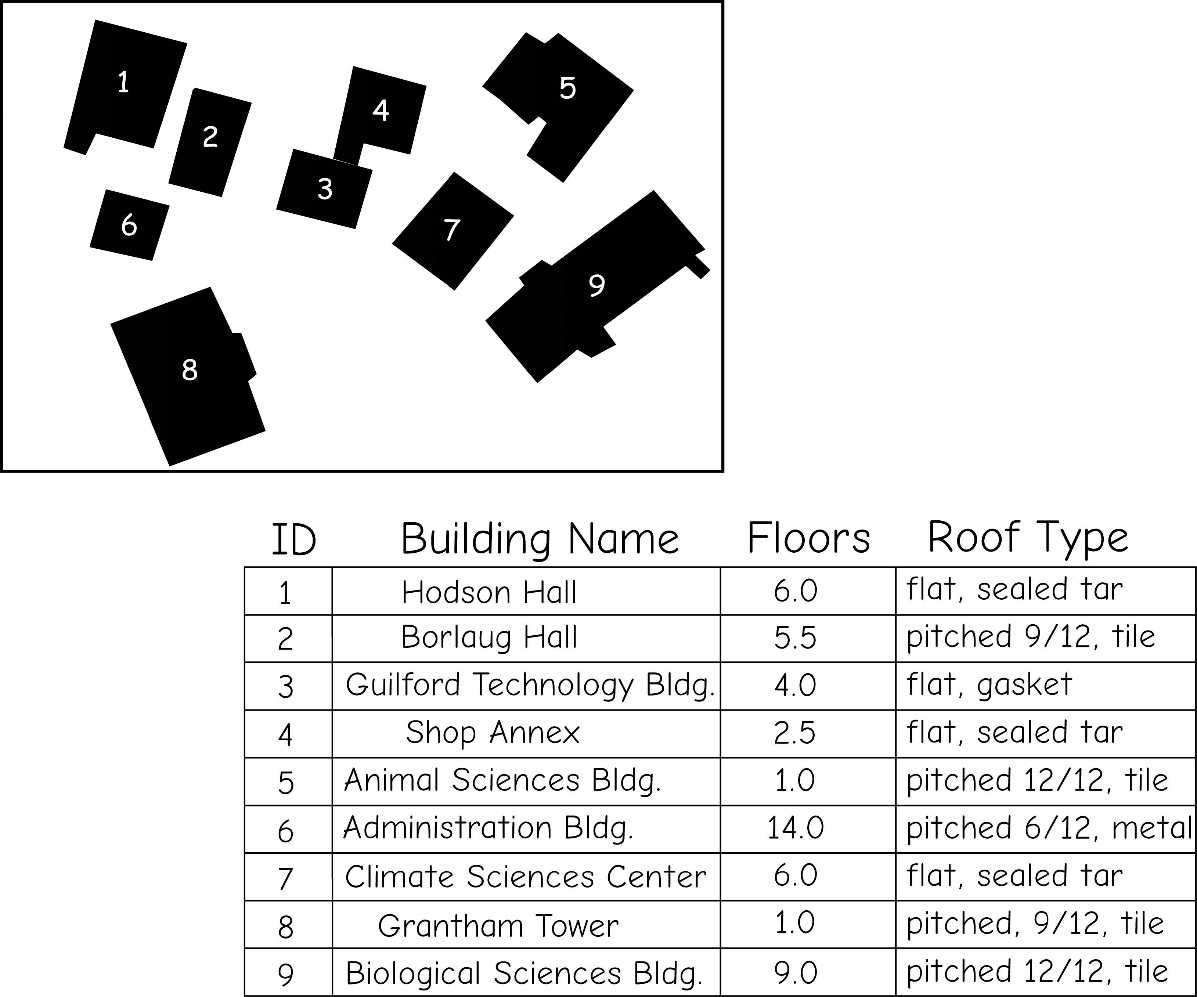 1
2
3
4
5
6
7
8
9
ID Building Name Floors Roof Type
1 Hodson Hall 6.0 flat, sealed tar
2 Borlaug Hall 5.5 pitched 9/12, tile
3 Guilford Technology Bldg. 4.0 flat, gasket
4 Shop Annex 2.5 flat, sealed tar
5 Animal Sciences Bldg. 1.0 pitched 12/12, tile
6 Administration Bldg. 14.0 pitched 6/12, metal
7 Climate Sciences Center 6.0 flat, sealed tar
8 Grantham Tower 1.0 pitched, 9/12, tile
9 Biological Sciences Bldg. 9.0 pitched 12/12, tile